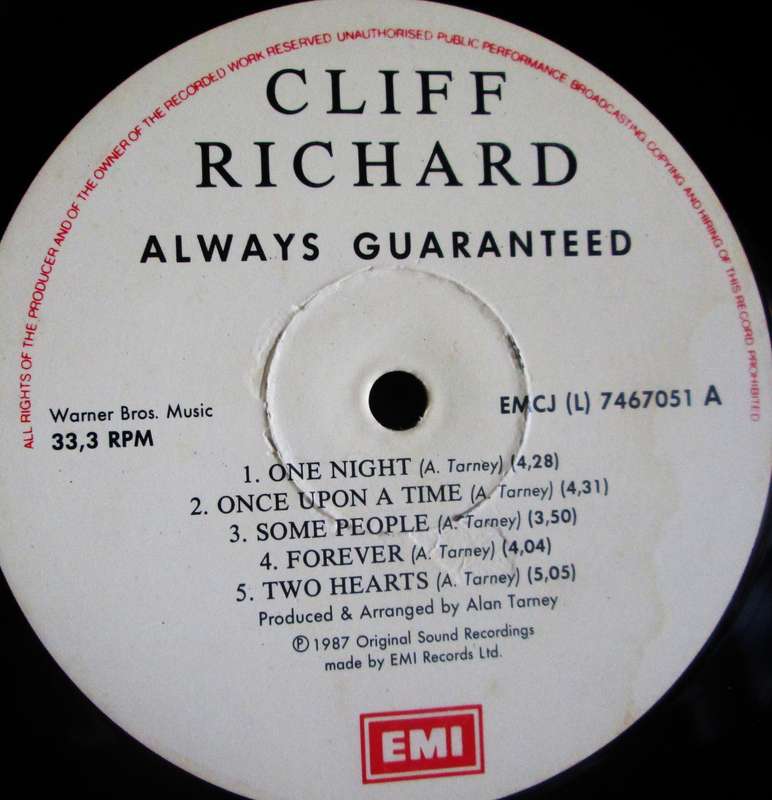 ALL RIGHTS OF THE PRODUCER AND OF THE OWNER OF THE RECORDED WORK RESERVED UNAUTHORISED PUBLIC PERFORMANCE BROADCASTING COPYING AND HIRING OF THIS RECORD PROHIBITED
CLIFF
RICHARD
ALWAYS GUARANTEED
Warner Bros. Music
33,3 RPM
EMCJ (L) 7467051 A
1. ONE NIGHT (A. Tarney) (4,28)
2. ONCE UPON A TIME (A. Tarney) (4,31)
3. SOME PEOPLE (A. Tarney) (3,50)
4. FOREVER (A. Tarney) (4,04)
5. TWO HEARTS (A. Tarney) (5,05)
Produced & Arranged by Alan Tarney
℗ 1987 Original Sound Recordings
made by EMI Records Ltd.
EMI